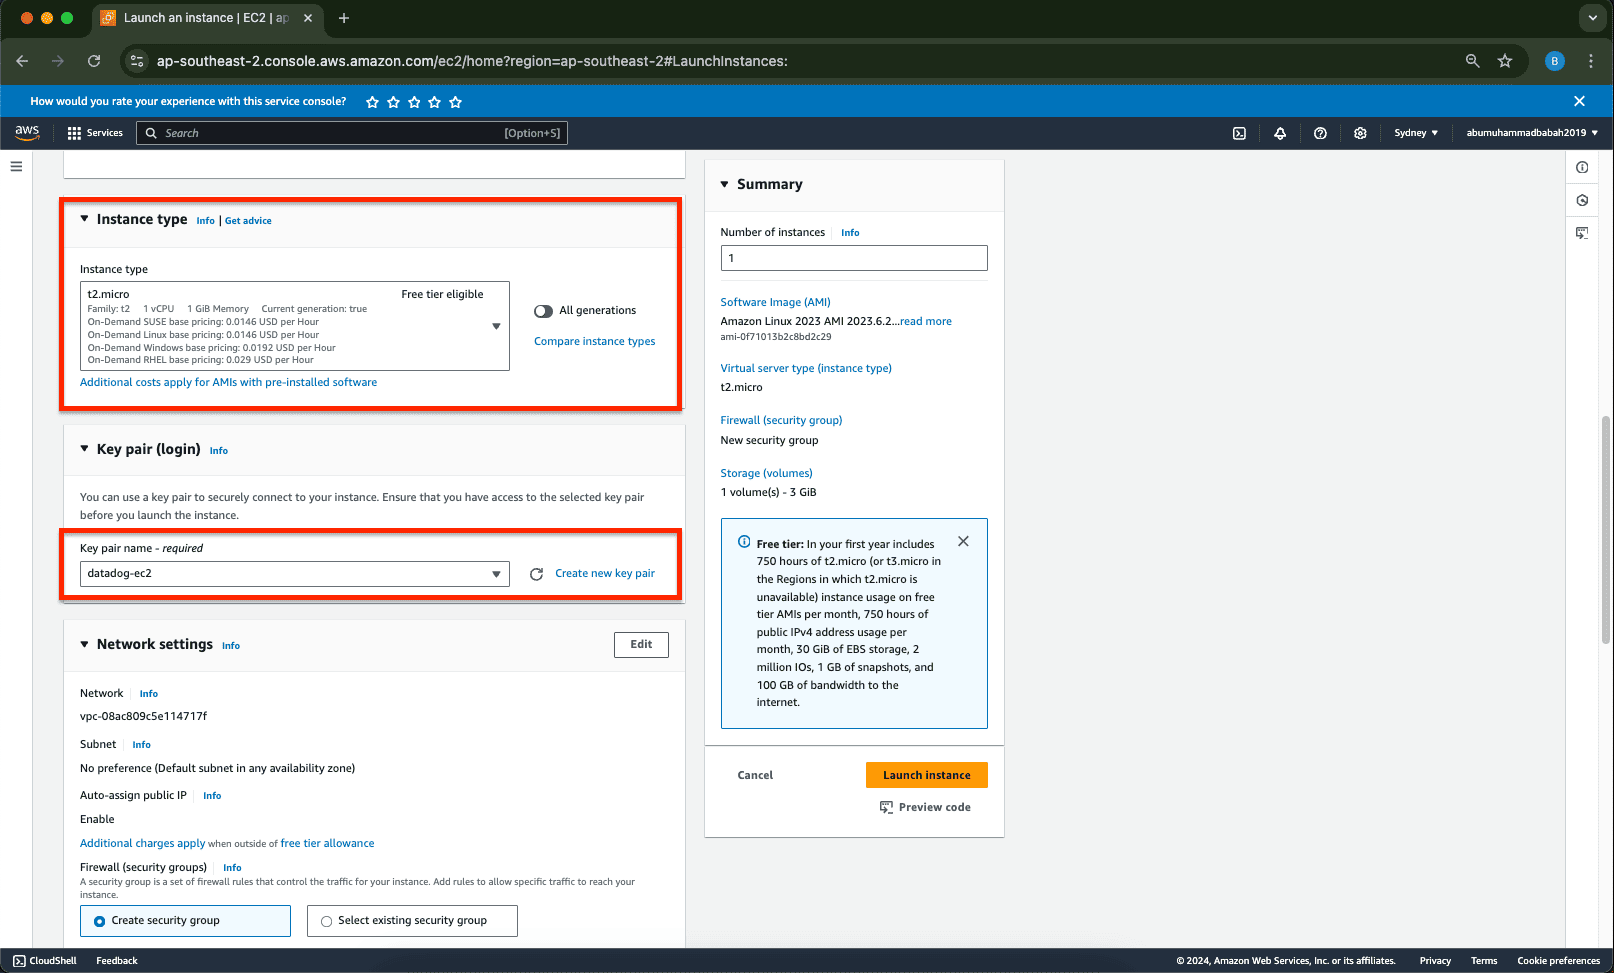 Launch an instance | EC2 | ap
ap-southeast-2.console.aws.amazon.com/ec2/home?region=ap-southeast-2#LaunchInstances:
B
How would you rate your experience with this service console?
aws
Services
Search
[Option+S]
Sydney
abumuhammadbabah2019
Instance type
Info | Get advice
Instance type
t2.micro
Free tier eligible
Family: t2 1 vCPU 1 GiB Memory Current generation: true
On-Demand SUSE base pricing: 0.0146 USD per Hour
On-Demand Linux base pricing: 0.0146 USD per Hour
On-Demand Windows base pricing: 0.0192 USD per Hour
On-Demand RHEL base pricing: 0.029 USD per Hour
All generations
Compare instance types
Additional costs apply for AMIs with pre-installed software
Key pair (login) Info
You can use a key pair to securely connect to your instance. Ensure that you have access to the selected key pair
before you launch the instance.
Key pair name - required
datadog-ec2
Create new key pair
Network settings Info
Edit
Network Info
vpc-08ac809c5e114717f
Subnet Info
No preference (Default subnet in any availability zone)
Auto-assign public IP Info
Enable
Additional charges apply when outside of free tier allowance
Firewall (security groups) Info
A security group is a set of firewall rules that control the traffic for your instance. Add rules to allow specific traffic to reach your
instance.
Create security group
Select existing security group
Summary
Number of instances Info
1
Software Image (AMI)
Amazon Linux 2023 AMI 2023.6.2...read more
ami-0f71013b2c8bd2c29
Virtual server type (instance type)
t2.micro
Firewall (security group)
New security group
Storage (volumes)
1 volume(s) - 3 GiB
Free tier: In your first year includes
750 hours of t2.micro (or t3.micro in
the Regions in which t2.micro is
unavailable) instance usage on free
tier AMIs per month, 750 hours of
public IPv4 address usage per
month, 30 GiB of EBS storage, 2
million IOs, 1 GB of snapshots, and
100 GB of bandwidth to the
internet.
Cancel
Launch instance
Preview code
CloudShell
Feedback
© 2024, Amazon Web Services, Inc. or its affiliates.
Privacy
Terms
Cookie preferences